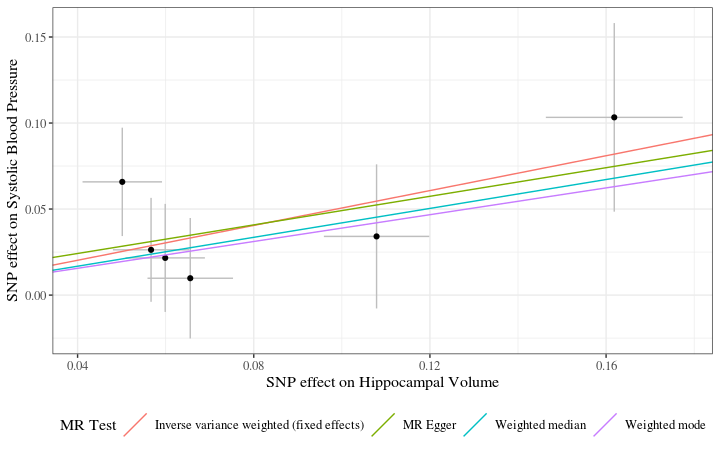 SNP effect on Systolic Blood Pressure
0.15
0.10
0.05
0.00
0.04 0.08 0.12 0.16
SNP effect on Hippocampal Volume
MR Test Inverse variance weighted (fixed effects) MR Egger Weighted median Weighted mode